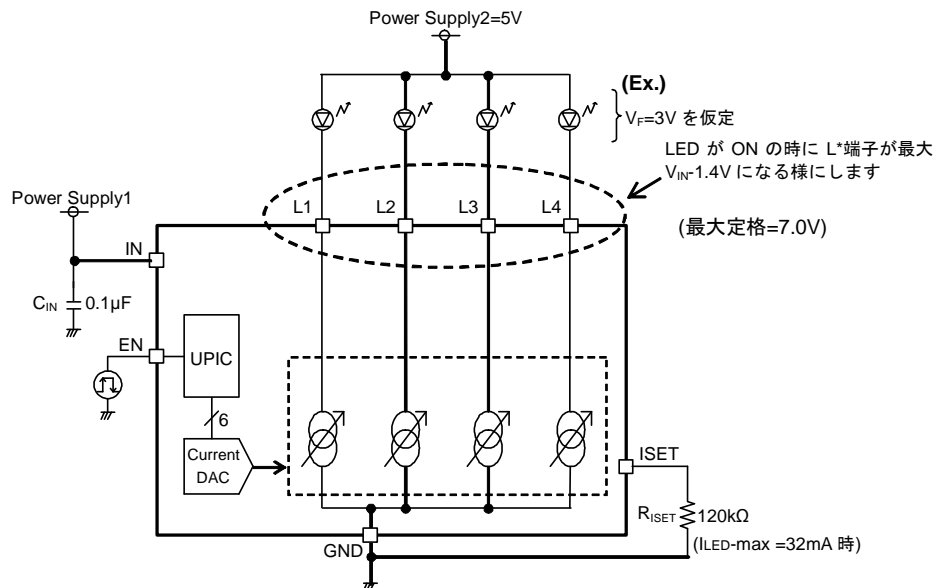 Power Supply2=5V
(Ex.)
VF=3V を仮定
LED が ON の時に L*端子が最大
VIN-1.4V になる様にします
(最大定格=7.0V)
Power Supply1
L1
L2
L3
L4
IN
CIN
0.1µF
EN
UPIC
6
Current
DAC
ISET
RISET
120kΩ
(ILED-max =32mA 時)
GND